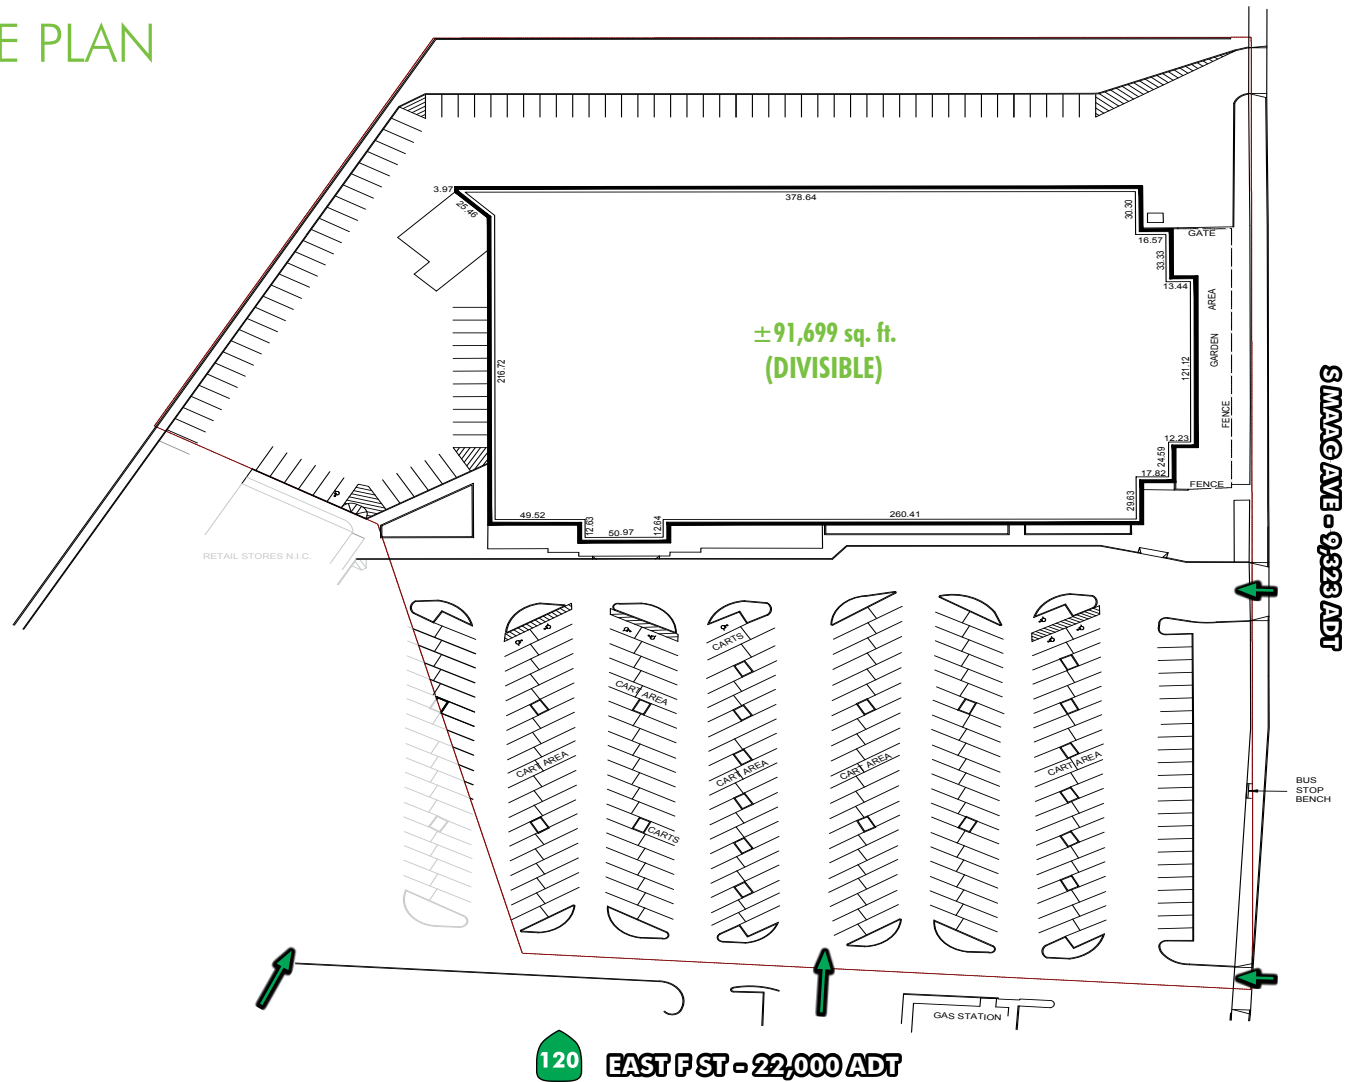 E PLAN
3.97
25.46
378.64
30.30
16.57
GATE
33.33
13.44
AREA
GARDEN
FENCE
±91,699 sq. ft.
(DIVISIBLE)
216.72
121.12
12.23
24.59
17.82
FENCE
29.63
49.52
12.63
50.97
12.64
260.41
RETAIL STORES N.I.C.
S MAAG AVE - 9,323 ADT
CARTS
CART AREA
CART AREA
CART AREA
CART AREA
CART AREA
CARTS
BUS
STOP
BENCH
GAS STATION
120
EAST F ST - 22,000 ADT